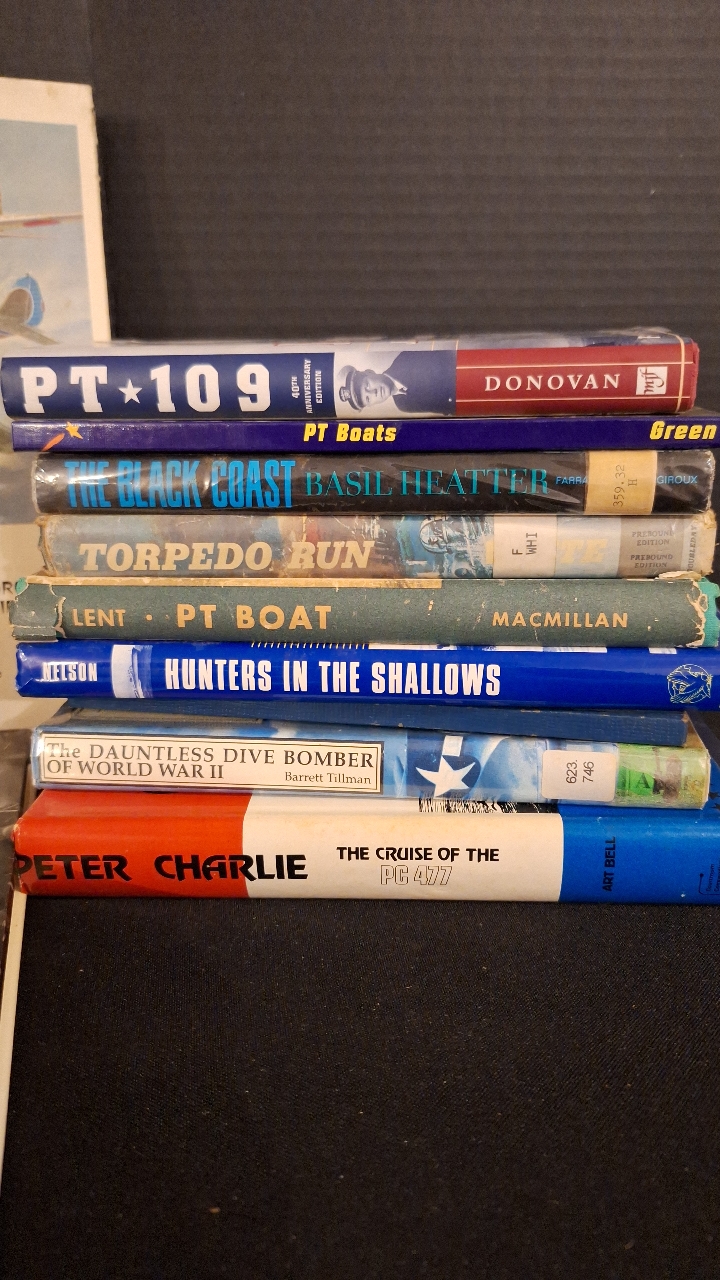 PT★109
40TH
ANNIVERSARY
EDITION
DONOVAN
PT Boats
Green
THE BLACK COAST
BASIL HEATTER
359.32
H
GIROUX
TORPEDO RUN
F
WHI
PREBOUND
EDITION
PREBOUND
EDITION
LENT • • PT BOAT
MACMILLAN
NELSON
HUNTERS IN THE SHALLOWS
The DAUNTLESS DIVE BOMBER
OF WORLD WAR II
Barrett Tillman
623.
746
PETER CHARLIE
THE CRUISE OF THE
PC 477
ART BELL